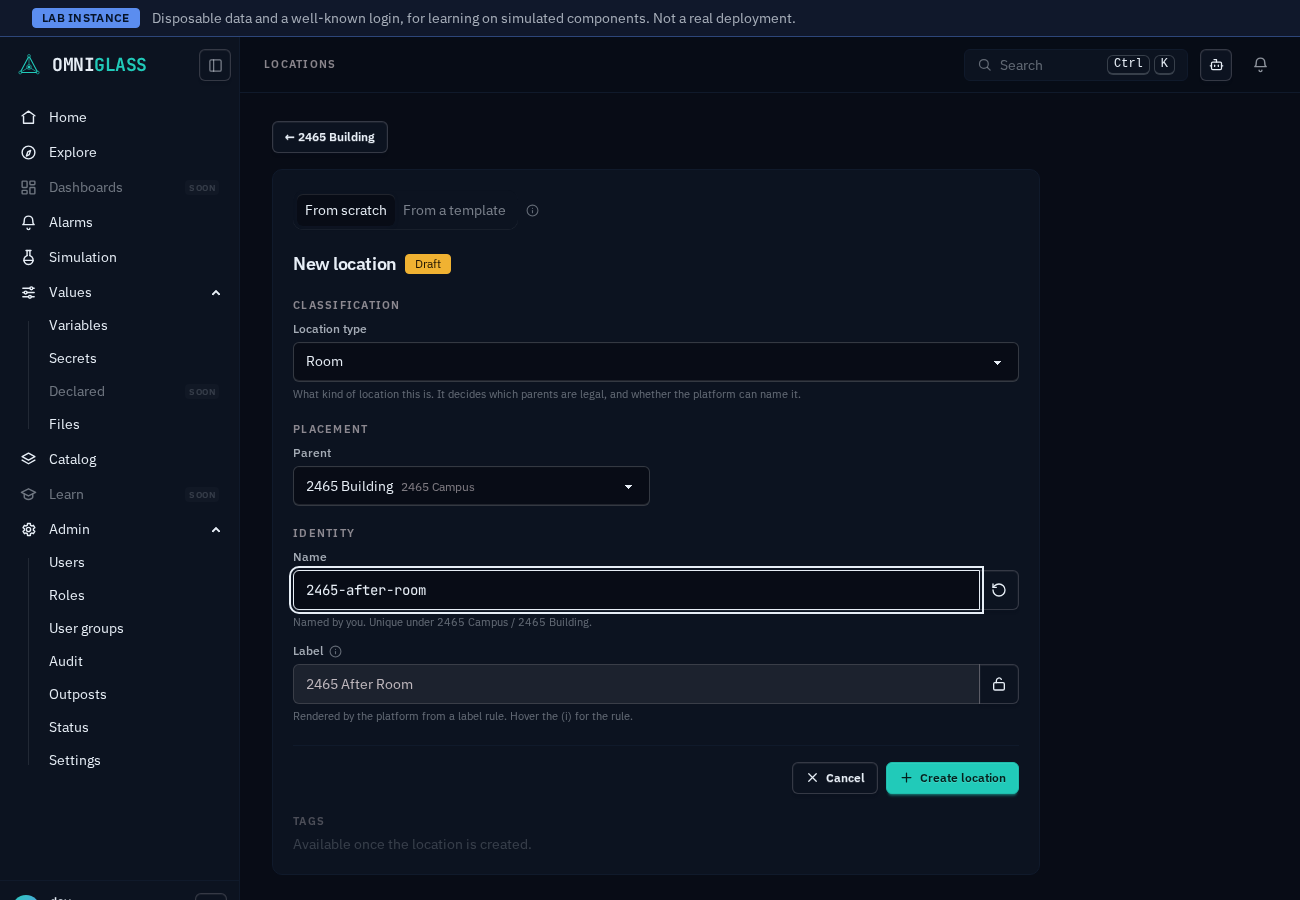 LAB INSTANCE Disposable data and a well-known login, for learning on simulated components. Not a real deployment.
OMNIGLASS
LOCATIONS
Search Ctrl K
Home
Explore
Dashboards SOON
Alarms
Simulation
Values
Variables
Secrets
Declared SOON
Files
Catalog
Learn SOON
Admin
Users
Roles
User groups
Audit
Outposts
Status
Settings
← 2465 Building
From scratch From a template
New location Draft
CLASSIFICATION
Location type
Room
What kind of location this is. It decides which parents are legal, and whether the platform can name it.
PLACEMENT
Parent
2465 Building 2465 Campus
IDENTITY
Name
2465-after-room
Named by you. Unique under 2465 Campus / 2465 Building.
Label
2465 After Room
Rendered by the platform from a label rule. Hover the (i) for the rule.
Cancel
Create location
TAGS
Available once the location is created.